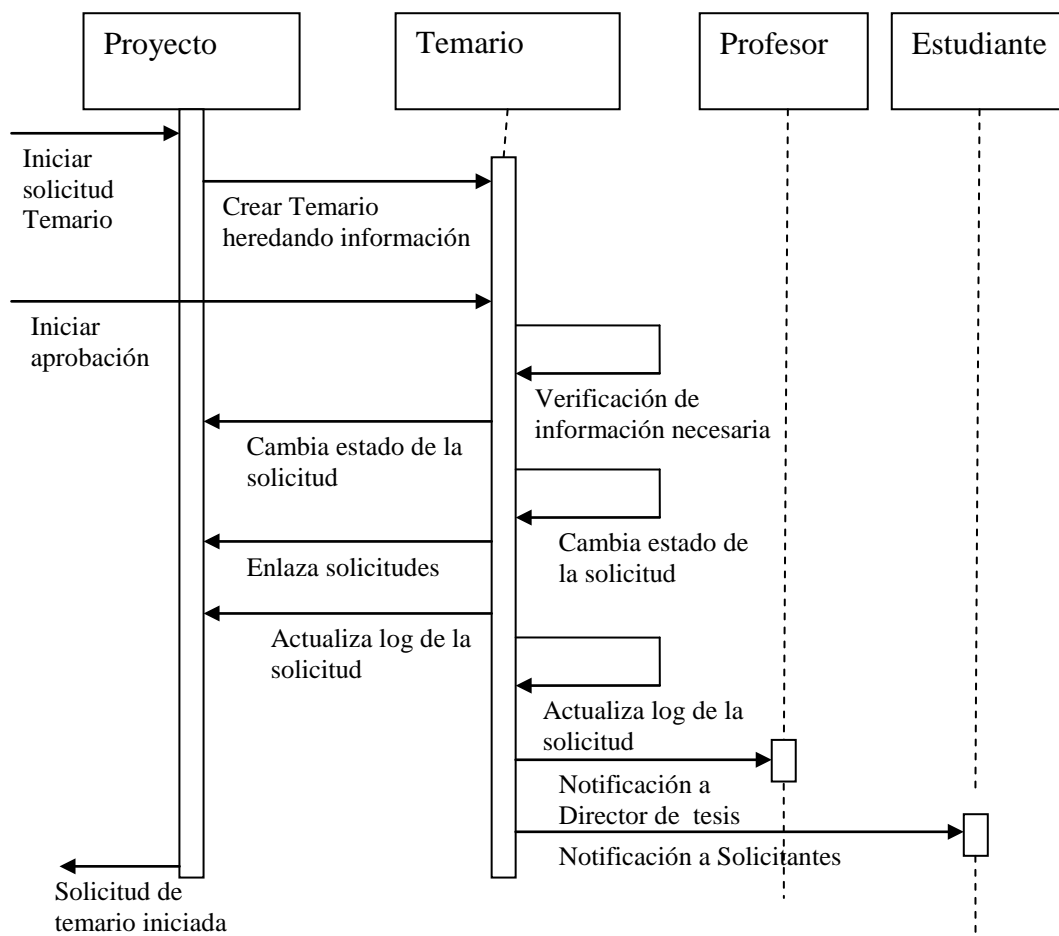 Proyecto
Temario
Profesor
Estudiante
Iniciar
solicitud
Temario
Crear Temario
heredando información
Iniciar
aprobación
Verificación de
información necesaria
Cambia estado de la
solicitud
Cambia estado de
la solicitud
Enlaza solicitudes
Actualiza log de la
solicitud
Actualiza log de la
solicitud
Notificación a
Director de  tesis
Notificación a Solicitantes
Solicitud de
temario iniciada